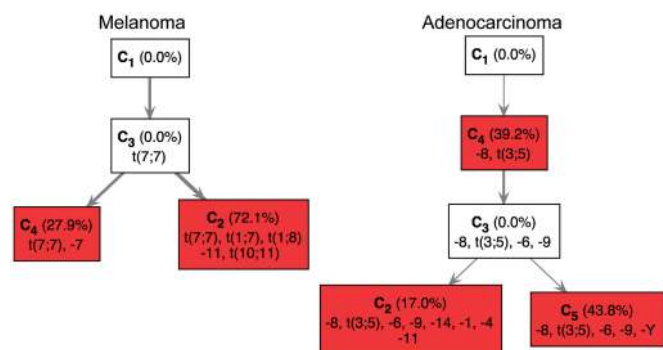 Melanoma
C1 (0.0%)
C3 (0.0%)
t(7;7)
C4 (27.9%)
t(7;7), -7
C2 (72.1%)
t(7;7), t(1;7), t(1;8)
-11, t(10;11)
Adenocarcinoma
C1 (0.0%)
C4 (39.2%)
-8, t(3;5)
C3 (0.0%)
-8, t(3;5), -6, -9
C2 (17.0%)
-8, t(3;5), -6, -9, -14, -1, -4
-11
C5 (43.8%)
-8, t(3;5), -6, -9, -Y